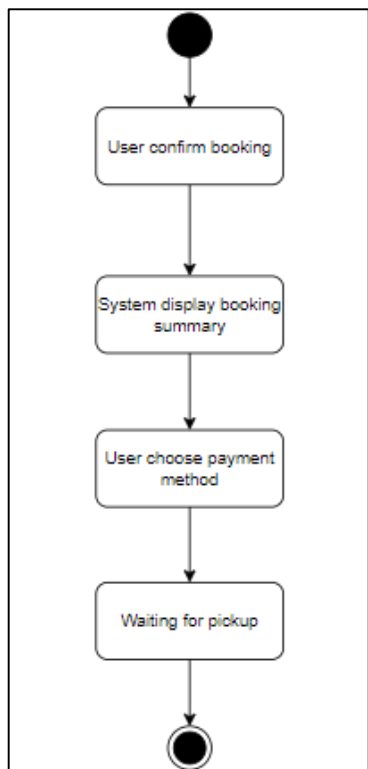 User confirm booking
System display booking
summary
User choose payment
method
Waiting for pickup